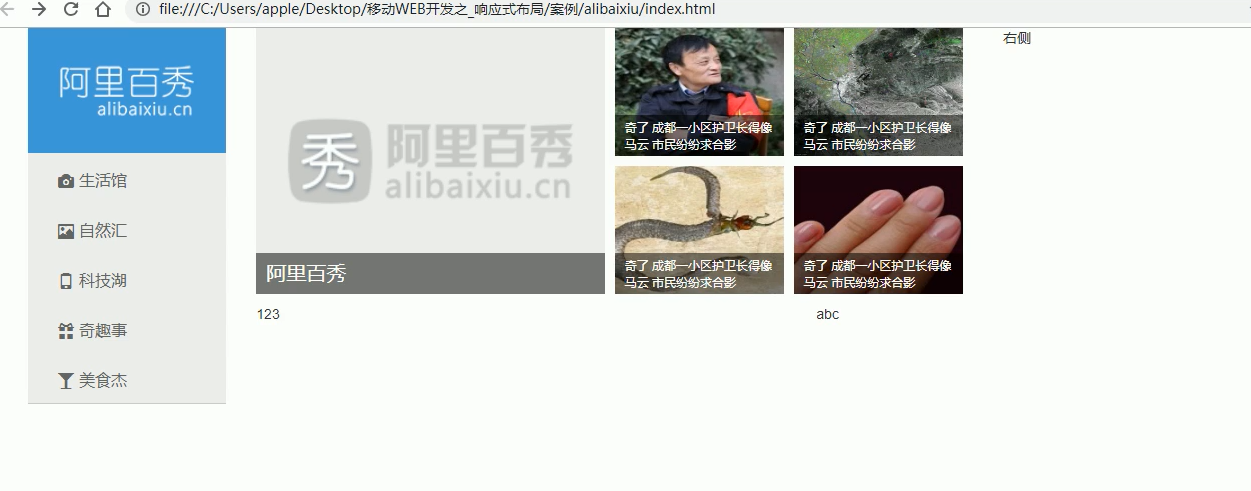 file:///C:/Users/apple/Desktop/移动WEB开发之_响应式布局/案例/alibaixiu/index.html
阿里百秀
alibaixiu.cn
生活馆
自然汇
科技湖
奇趣事
美食杰
秀 阿里百秀
alibaixiu.cn
阿里百秀
奇了 成都一小区护卫长得像
马云 市民纷纷求合影
奇了 成都一小区护卫长得像
马云 市民纷纷求合影
奇了 成都一小区护卫长得像
马云 市民纷纷求合影
奇了 成都一小区护卫长得像
马云 市民纷纷求合影
123
abc
右侧